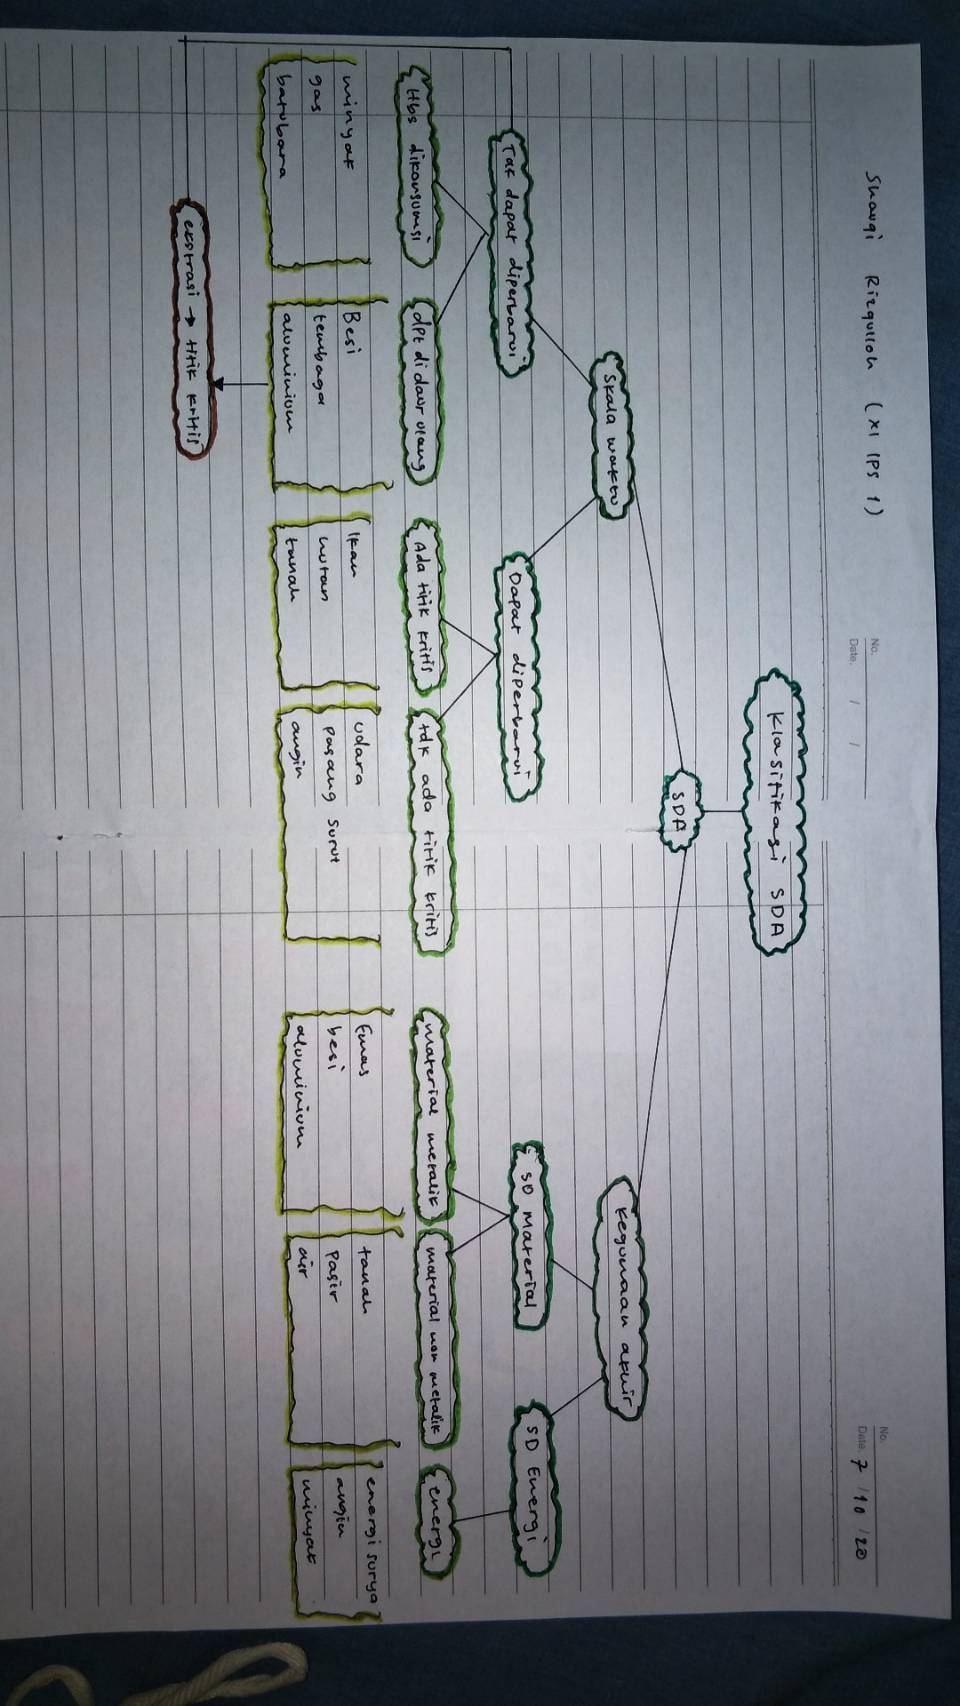 Shauqi Rizqulloh (XI IPS 1)
No.
Date. / /
No.
Date. 7 / 10 / 20
Klasifikasi SDA
SDA
Skala waktu
Kegunaan akhir
Tak dapat diperbarui
Dapat diperbarui
SD Material
SD Energi
Hbs dikonsumsi
dpt di daur ulang
Ada titik kritis
tdk ada titik kritis
material metalik
material non metalik
energi
minyak
gas
batubara
Besi
tembaga
aluminium
Ikan
hutan
tanah
udara
pasang surut
angin
Emas
besi
aluminium
tanah
pasir
air
energi surya
angin
minyak
ekstrasi → titik kritis